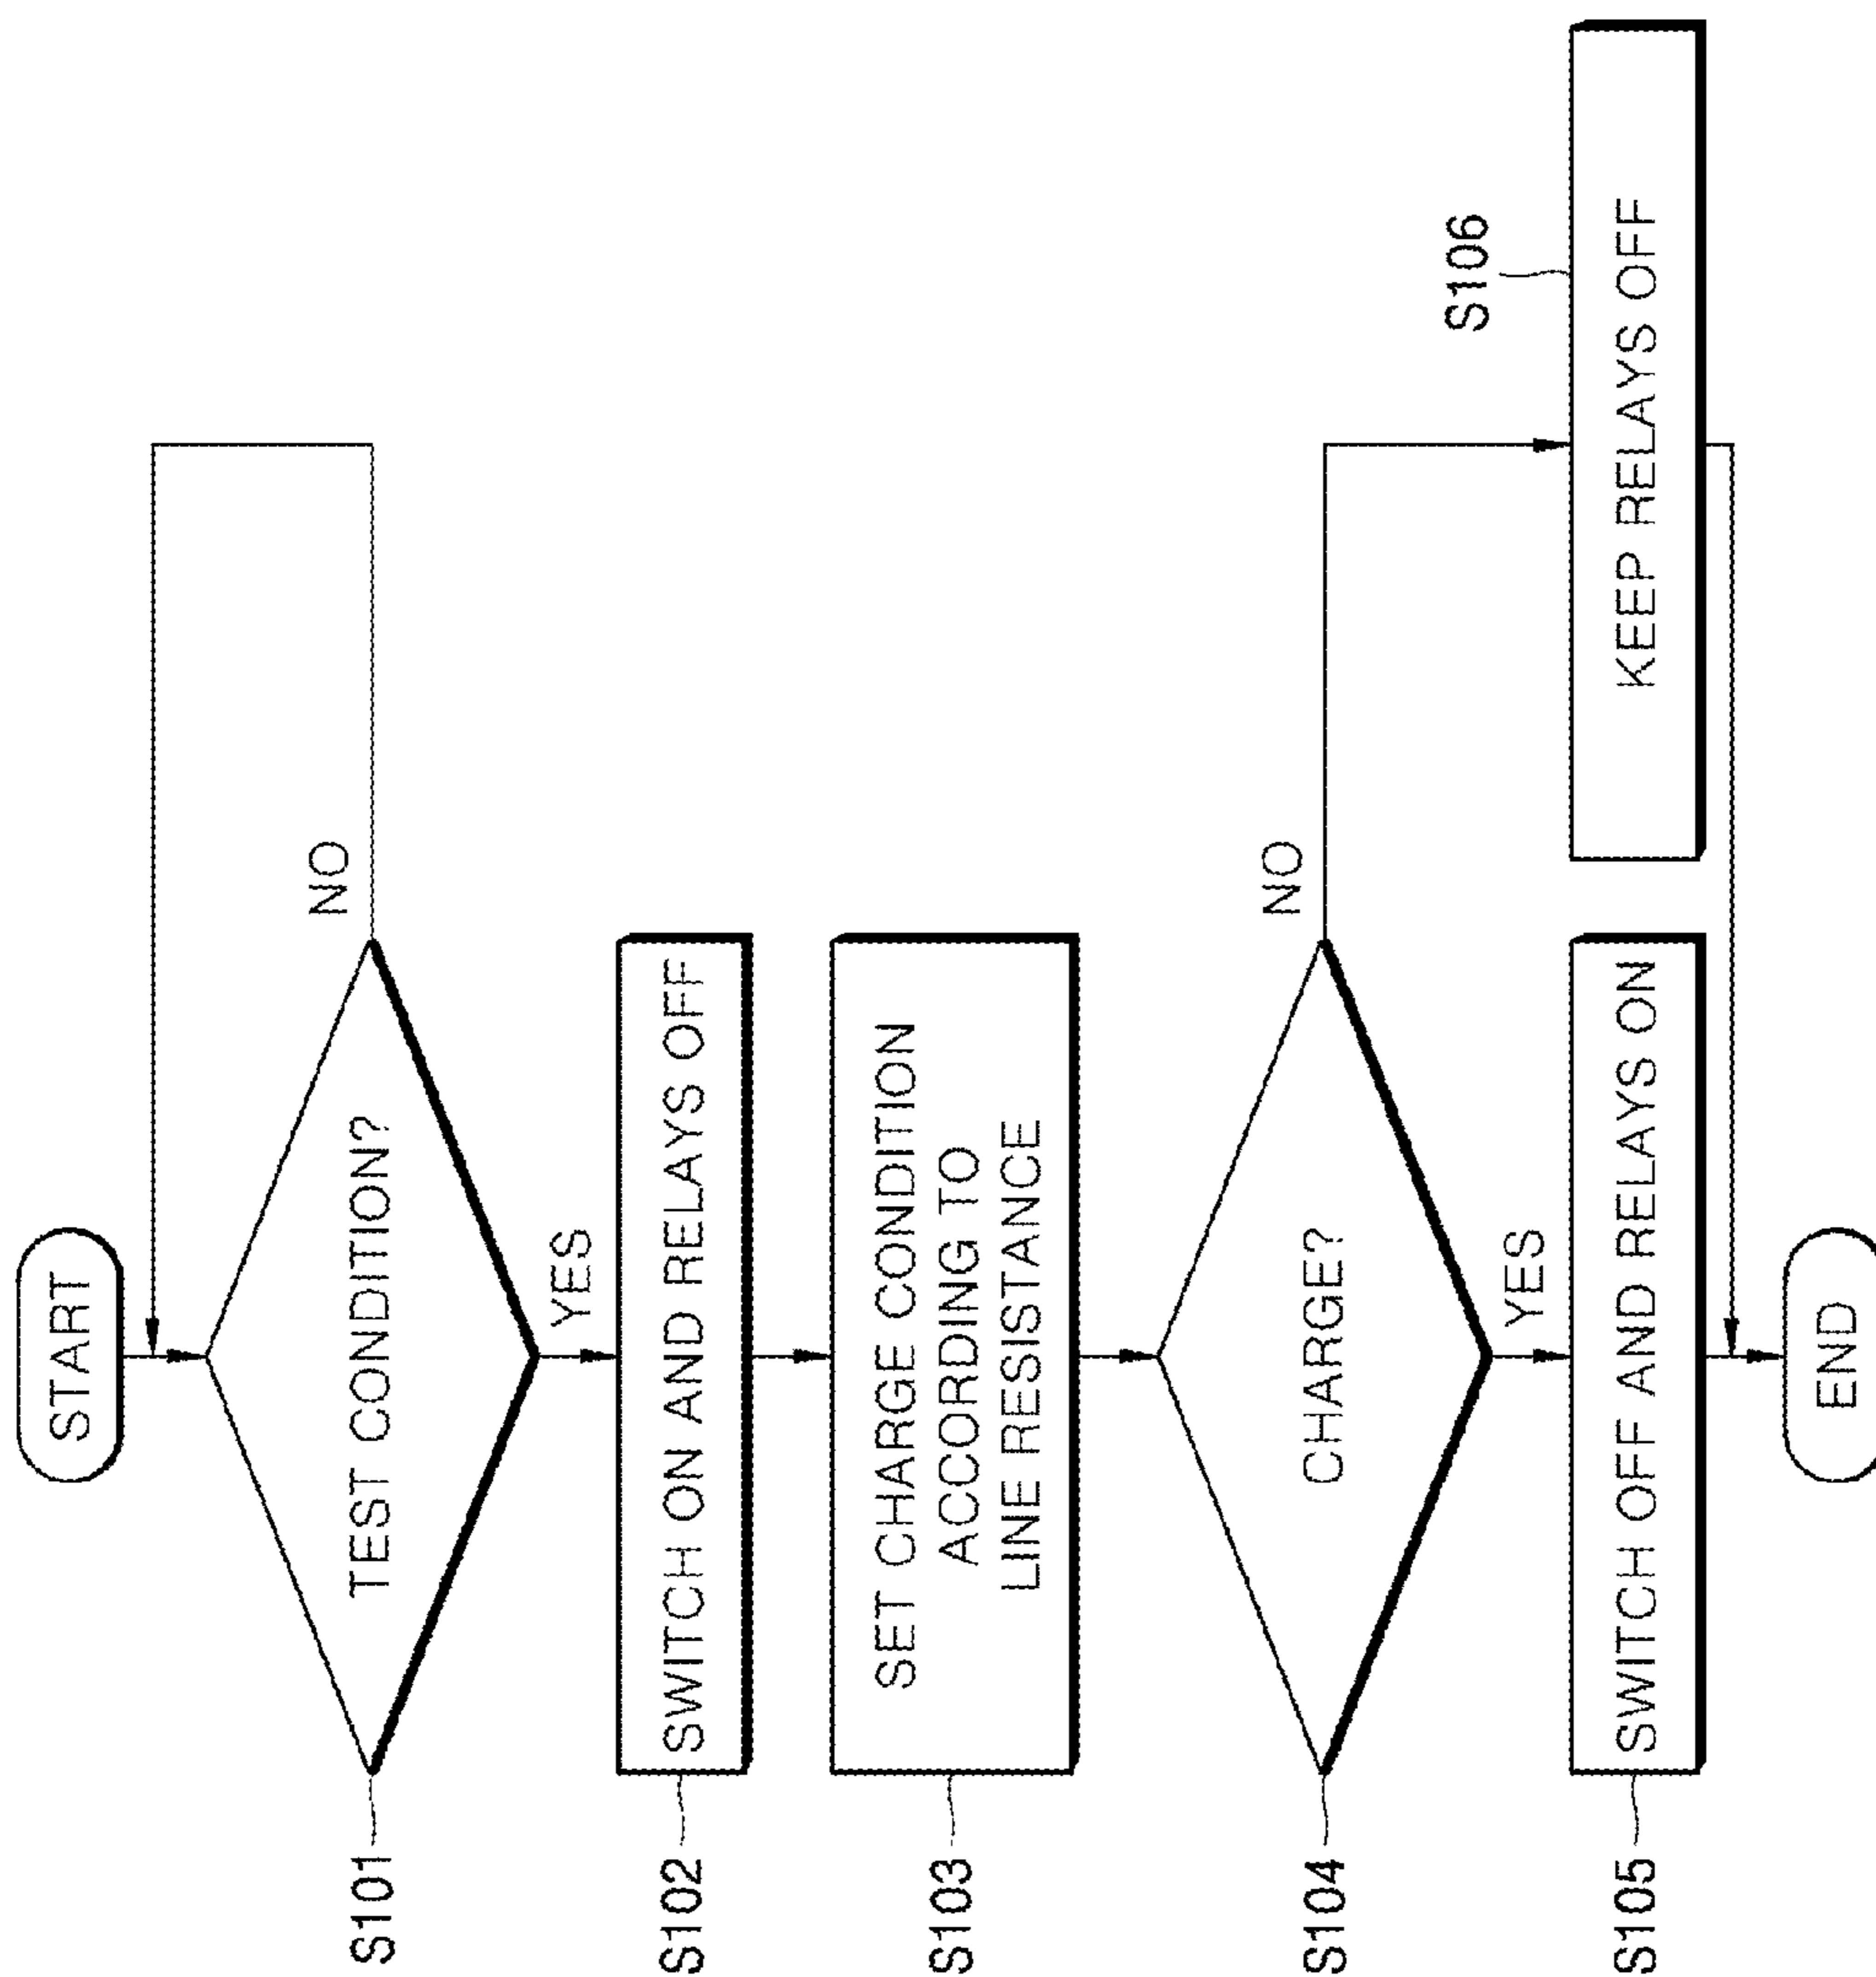 START
S101
TEST CONDITION?
NO
YES
S102
SWITCH ON AND RELAYS OFF
S103
SET CHARGE CONDITION
ACCORDING TO
LINE RESISTANCE
S104
CHARGE?
NO
YES
S106
S105
SWITCH OFF AND RELAYS ON
KEEP RELAYS OFF
END